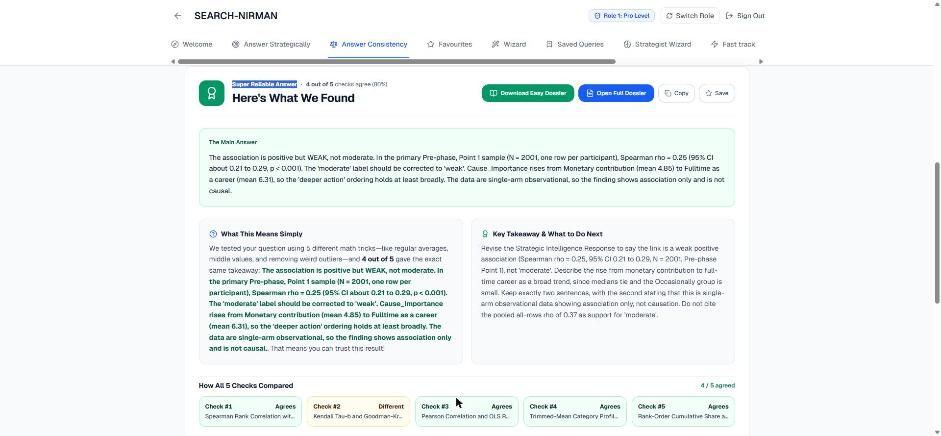 SEARCH-NIRMAN
Role 1: Pro Level
Switch Role
Sign Out
Welcome
Answer Strategically
Answer Consistency
Favourites
Wizard
Saved Queries
Strategist Wizard
Fast track
Super Reliable Answer • 4 out of 5 checks agree (80%)
Here's What We Found
Download Easy Dossier
Open Full Dossier
Copy
Save
The Main Answer
The association is positive but WEAK, not moderate. In the primary Pre-phase, Point 1 sample (N = 2001, one row per participant), Spearman rho = 0.25 (95% CI
about 0.21 to 0.29, p < 0.001). The 'moderate' label should be corrected to 'weak'. Cause_Importance rises from Monetary contribution (mean 4.85) to Fulltime as
a career (mean 6.31), so the 'deeper action' ordering holds at least broadly. The data are single-arm observational, so the finding shows association only and is not
causal.
What This Means Simply
We tested your question using 5 different math tricks—like regular averages,
middle values, and removing weird outliers—and 4 out of 5 gave the exact
same takeaway: The association is positive but WEAK, not moderate. In
the primary Pre-phase, Point 1 sample (N = 2001, one row per
participant), Spearman rho = 0.25 (95% CI about 0.21 to 0.29, p < 0.001).
The 'moderate' label should be corrected to 'weak'. Cause_Importance
rises from Monetary contribution (mean 4.85) to Fulltime as a career
(mean 6.31), so the 'deeper action' ordering holds at least broadly. The
data are single-arm observational, so the finding shows association only
and is not causal.. That means you can trust this result!
Key Takeaway & What to Do Next
Revise the Strategic Intelligence Response to say the link is a weak positive
association (Spearman rho = 0.25, 95% CI 0.21 to 0.29, N = 2001, Pre-phase
Point 1), not 'moderate'. Describe the rise from monetary contribution to full-
time career as a broad trend, since medians tie and the Occasionally group is
small. Keep exactly two sentences, with the second stating that this is single-
arm observational data showing association only, not causation. Do not cite
the pooled all-rows rho of 0.37 as support for 'moderate'.
How All 5 Checks Compared
4 / 5 agreed
Check #1 Agrees
Spearman Rank Correlation wit...
Check #2 Different
Kendall Tau-b and Goodman-Kr...
Check #3 Agrees
Pearson Correlation and OLS R...
Check #4 Agrees
Trimmed-Mean Category Profil...
Check #5 Agrees
Rank-Order Cumulative Share a...